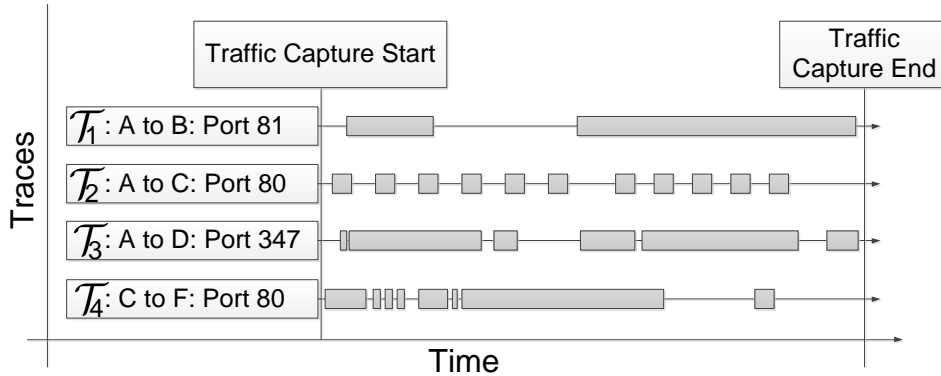 Traffic Capture Start
Traffic
Capture End
Traces
T1: A to B: Port 81
T2: A to C: Port 80
T3: A to D: Port 347
T4: C to F: Port 80
Time